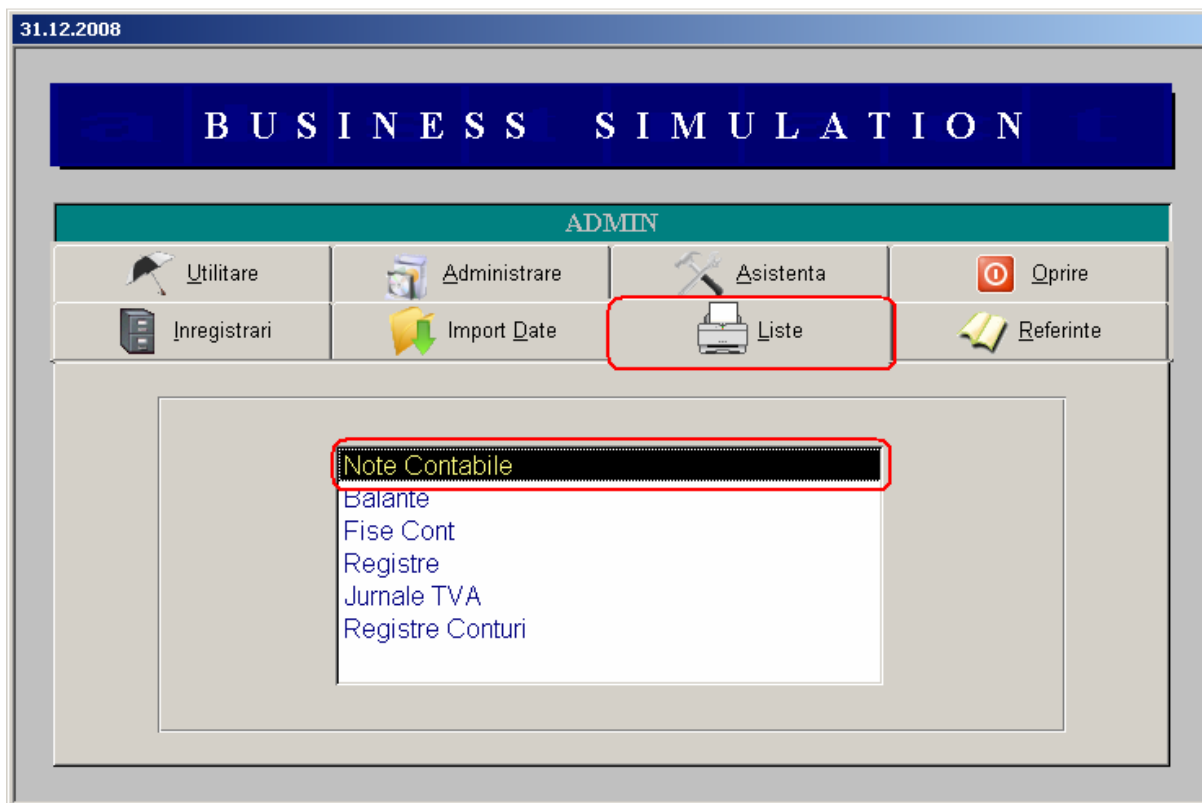 31.12.2008
BUSINESS SIMULATION
ADMIN
Utilitare Administrare Asistenta Oprire
Inregistrari Import Date Liste Referinte
Note Contabile
Balante
Fise Cont
Registre
Jurnale TVA
Registre Conturi